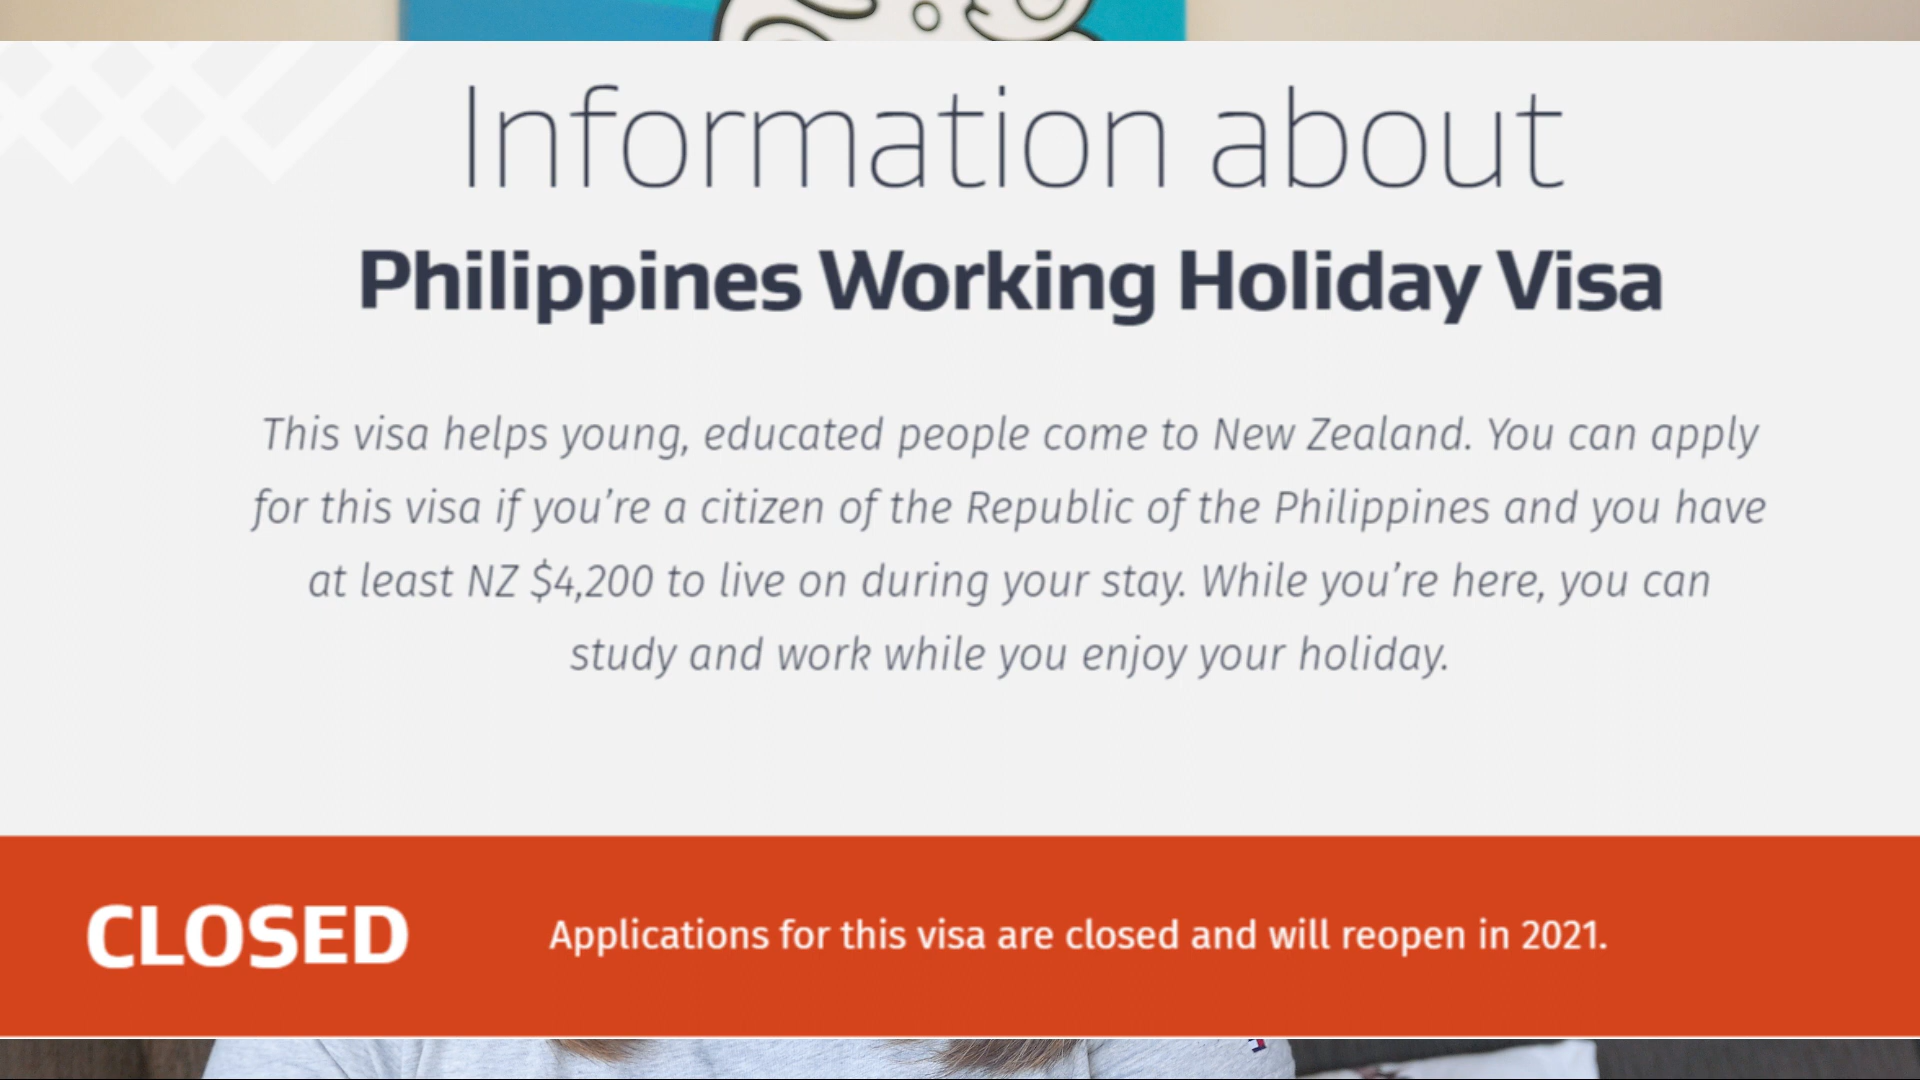 Information about
Philippines Working Holiday Visa
This visa helps young, educated people come to New Zealand. You can apply
for this visa if you’re a citizen of the Republic of the Philippines and you have
at least NZ $4,200 to live on during your stay. While you’re here, you can
study and work while you enjoy your holiday.
CLOSED
Applications for this visa are closed and will reopen in 2021.